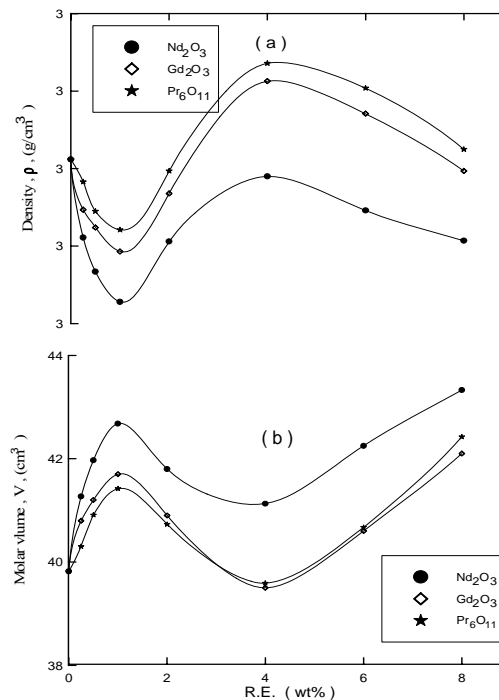 3
( a )
Nd2O3
Gd2O3
Pr6O11
3
3
3
3
Density , ρ , (g/cm3)
44
42
40
38
( b )
Molar vlume , V , (cm3)
Nd2O3
Gd2O3
Pr6O11
0 2 4 6 8
R.E. ( wt%)